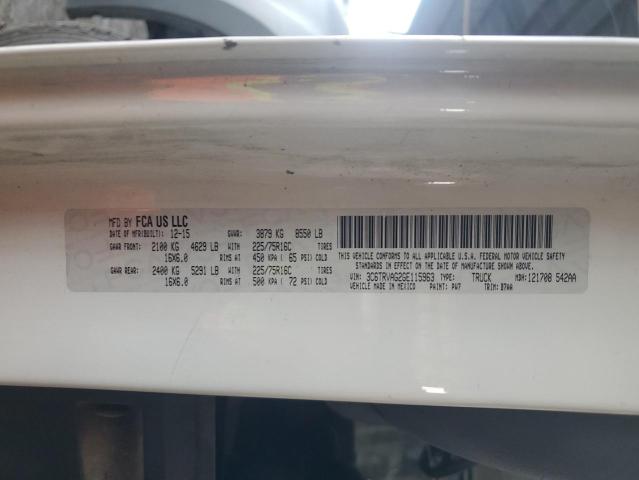 MFD BY FCA US LLC
DATE OF MFR(BUILT): 12-15 GVWR: 3879 KG 8550 LB
GAWR FRONT: 2100 KG 4629 LB WITH 225/75R16C TIRES
16X6.0 RIMS AT 450 KPA ( 65 PSI) COLD
GAWR REAR: 2400 KG 5291 LB WITH 225/75R16C TIRES
16X6.0 RIMS AT 500 KPA ( 72 PSI) COLD
THIS VEHICLE CONFORMS TO ALL APPLICABLE U.S.A. FEDERAL MOTOR VEHICLE SAFETY
STANDARDS IN EFFECT ON THE DATE OF MANUFACTURE SHOWN ABOVE.
VIN: 3C6TRVAG2GE115963 TYPE: TRUCK MDH: 121708 542AA
VEHICLE MADE IN MEXICO PAINT: PW7 TRIM: B7AA